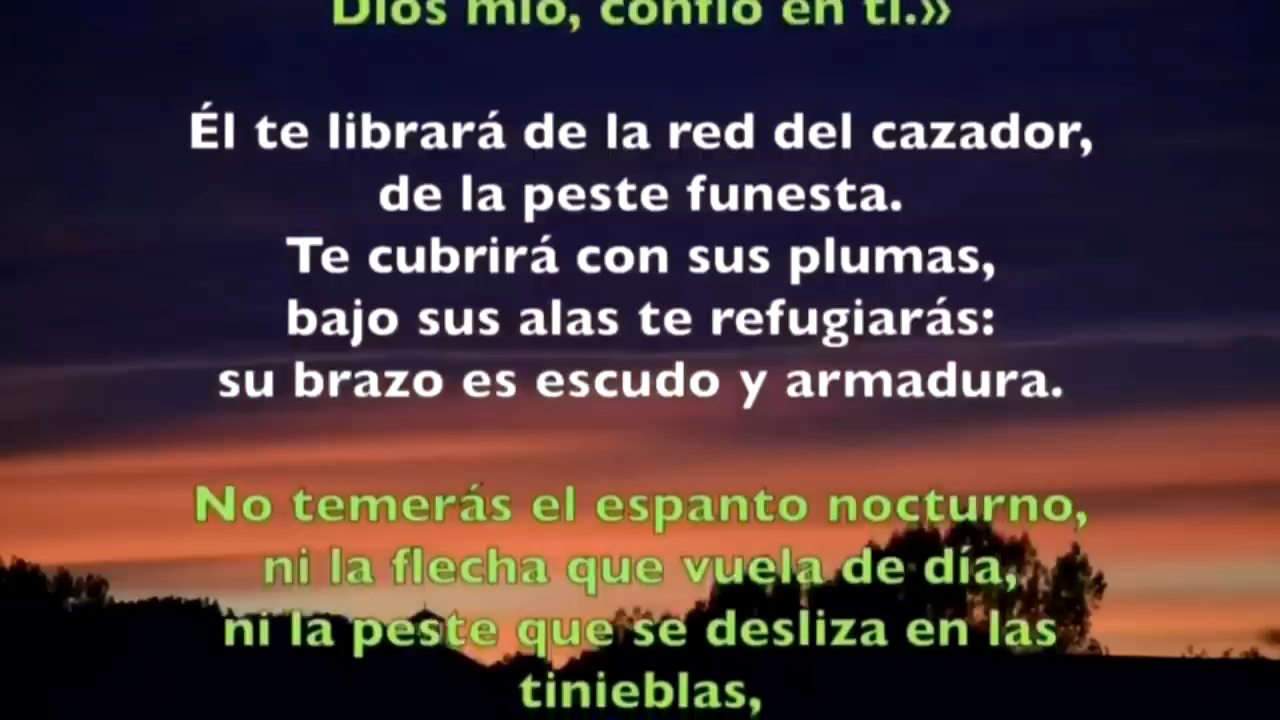 Dios mío, confío en ti.»
Él te librará de la red del cazador,
de la peste funesta.
Te cubrirá con sus plumas,
bajo sus alas te refugiarás:
su brazo es escudo y armadura.
No temerás el espanto nocturno,
ni la flecha que vuela de día,
ni la peste que se desliza en las
tinieblas,